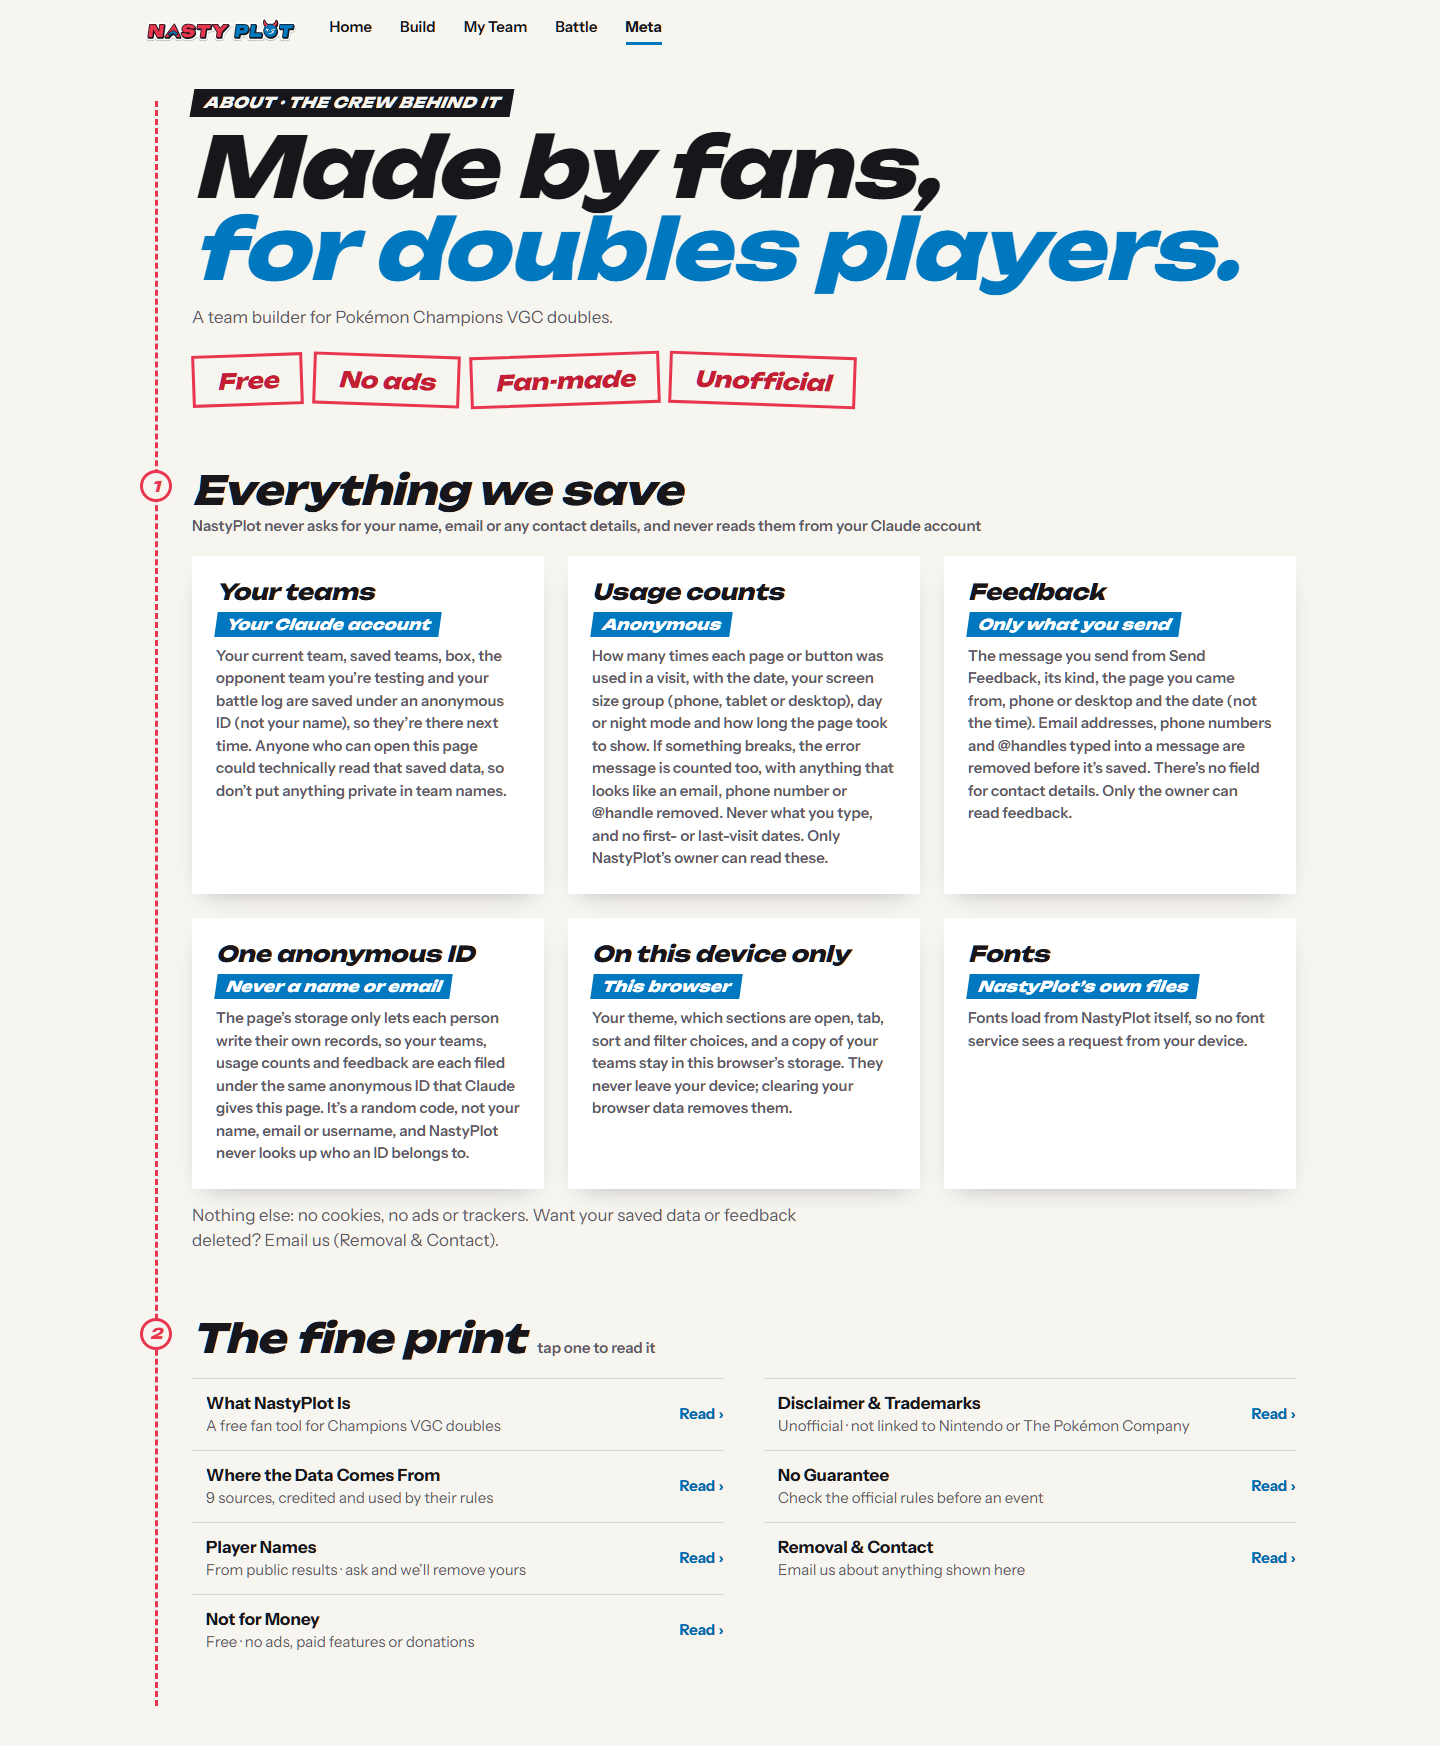 NASTY PLOT
Home
Build
My Team
Battle
Meta
ABOUT · THE CREW BEHIND IT
Made by fans,
for doubles players.
A team builder for Pokémon Champions VGC doubles.
Free
No ads
Fan-made
Unofficial
1
Everything we save
NastyPlot never asks for your name, email or any contact details, and never reads them from your Claude account
Your teams
Your Claude account
Your current team, saved teams, box, the
opponent team you’re testing and your
battle log are saved under an anonymous
ID (not your name), so they’re there next
time. Anyone who can open this page
could technically read that saved data, so
don’t put anything private in team names.
Usage counts
Anonymous
How many times each page or button was
used in a visit, with the date, your screen
size group (phone, tablet or desktop), day
or night mode and how long the page took
to show. If something breaks, the error
message is counted too, with anything that
looks like an email, phone number or
@handle removed. Never what you type,
and no first- or last-visit dates. Only
NastyPlot’s owner can read these.
Feedback
Only what you send
The message you send from Send
Feedback, its kind, the page you came
from, phone or desktop and the date (not
the time). Email addresses, phone numbers
and @handles typed into a message are
removed before it’s saved. There’s no field
for contact details. Only the owner can
read feedback.
One anonymous ID
Never a name or email
The page’s storage only lets each person
write their own records, so your teams,
usage counts and feedback are each filed
under the same anonymous ID that Claude
gives this page. It’s a random code, not your
name, email or username, and NastyPlot
never looks up who an ID belongs to.
On this device only
This browser
Your theme, which sections are open, tab,
sort and filter choices, and a copy of your
teams stay in this browser’s storage. They
never leave your device; clearing your
browser data removes them.
Fonts
NastyPlot’s own files
Fonts load from NastyPlot itself, so no font
service sees a request from your device.
Nothing else: no cookies, no ads or trackers. Want your saved data or feedback
deleted? Email us (Removal & Contact).
2
The fine print tap one to read it
What NastyPlot Is
A free fan tool for Champions VGC doubles
Read ›
Disclaimer & Trademarks
Unofficial · not linked to Nintendo or The Pokémon Company
Read ›
Where the Data Comes From
9 sources, credited and used by their rules
Read ›
No Guarantee
Check the official rules before an event
Read ›
Player Names
From public results · ask and we’ll remove yours
Read ›
Removal & Contact
Email us about anything shown here
Read ›
Not for Money
Free · no ads, paid features or donations
Read ›